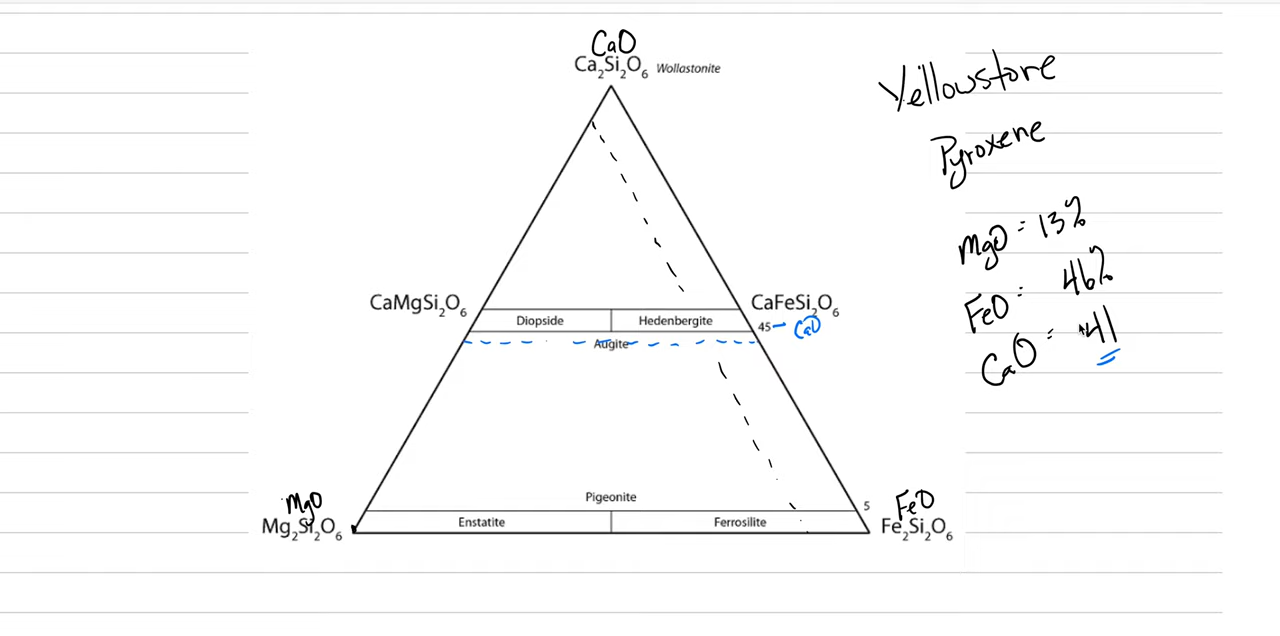 CaO
Ca2Si2O6 Wollastonite
Yellowstone
Pyroxene
MgO = 13%
FeO = 46%
CaO = 41
CaMgSi2O6
CaFeSi2O6
Diopside
Hedenbergite
45 – CaO
Augite
Pigeonite
5
MgO
Mg2Si2O6
Enstatite
Ferrosilite
FeO
Fe2Si2O6